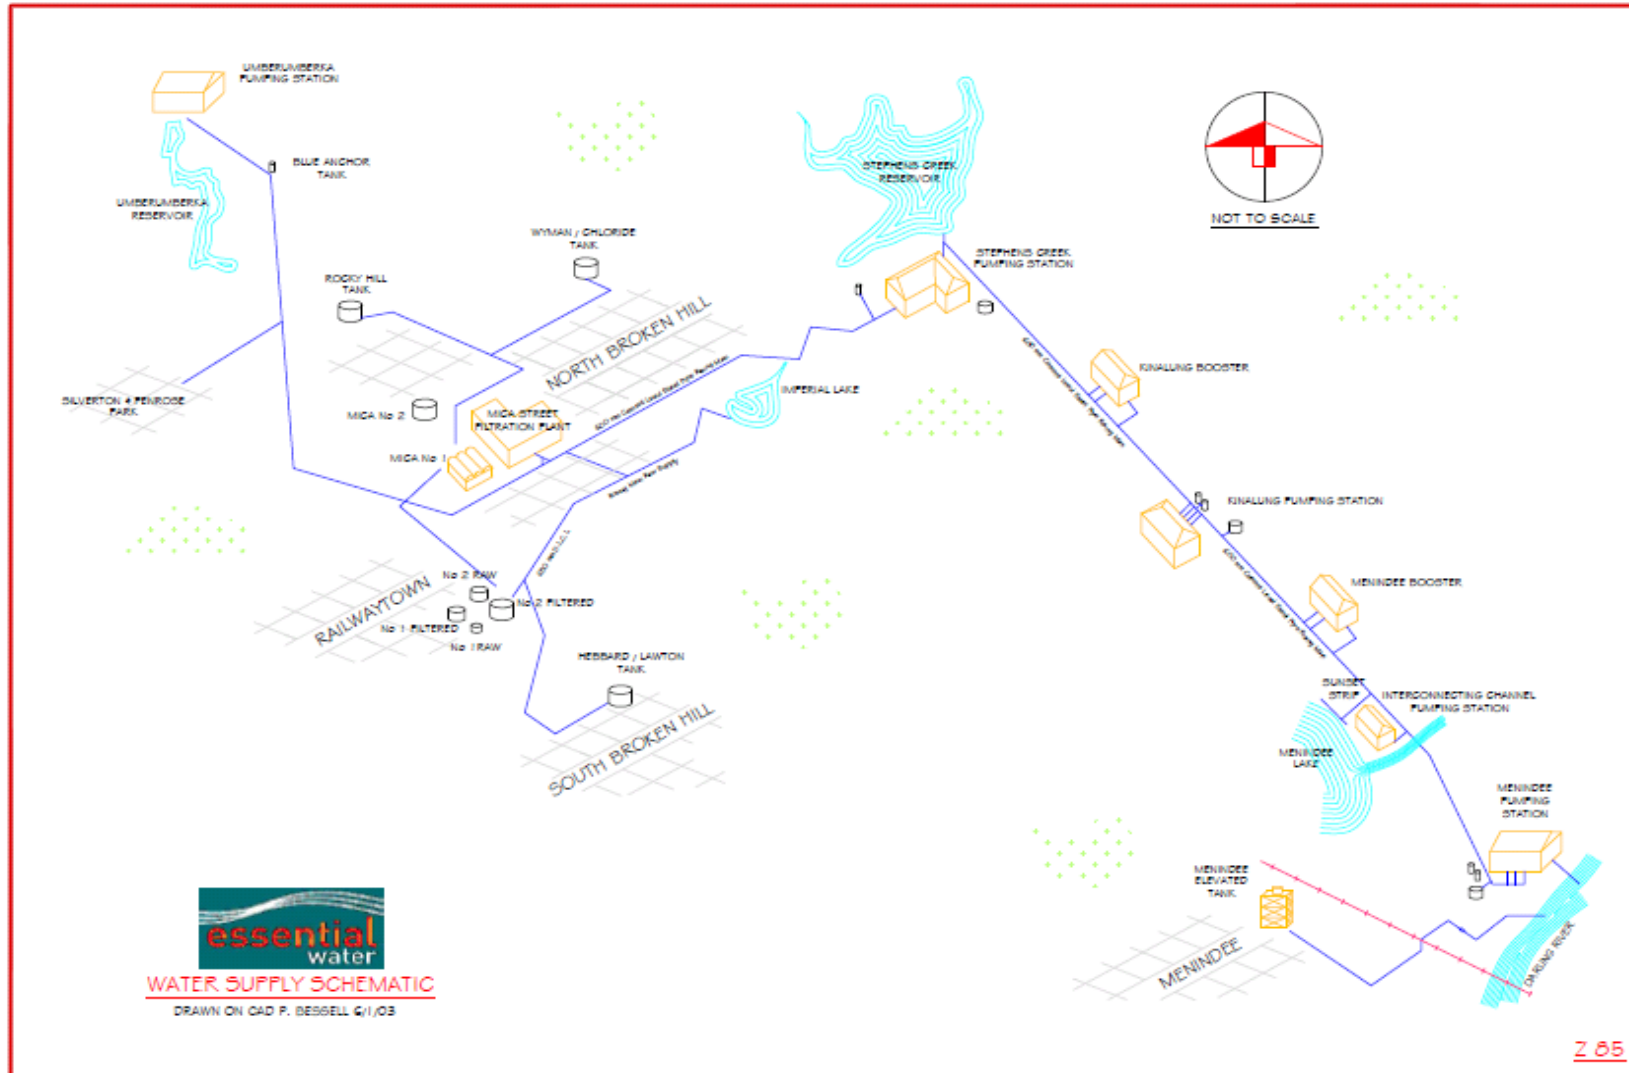 UMBERUMBERKA
PUMPING STATION
BLUE ANCHOR
TANK
UMBERUMBERKA
RESERVOIR
STEPHENS CREEK
RESERVOIR
NOT TO SCALE
WYMAN / CHLORIDE
TANK
STEPHENS CREEK
PUMPING STATION
ROCKY HILL
TANK
NORTH BROKEN HILL
KINALUNG BOOSTER
IMPERIAL LAKE
SILVERTON & PENROSE
PARK
MICA No 2
MICA STREET
FILTRATION PLANT
MICA No 1
KINALUNG PUMPING STATION
No 2 RAW
RAILWAYTOWN
No 2 FILTERED
No 1 FILTERED
No 1 RAW
MENINDEE BOOSTER
HEBBARD / LAWTON
TANK
SOUTH BROKEN HILL
SUNSET
STRIP
INTERCONNECTING CHANNEL
PUMPING STATION
MENINDEE
LAKE
MENINDEE
PUMPING
STATION
MENINDEE
ELEVATED
TANK
MENINDEE
DARLING RIVER
essential
water
WATER SUPPLY SCHEMATIC
DRAWN ON CAD P. BESSELL 6/1/03
Z 85